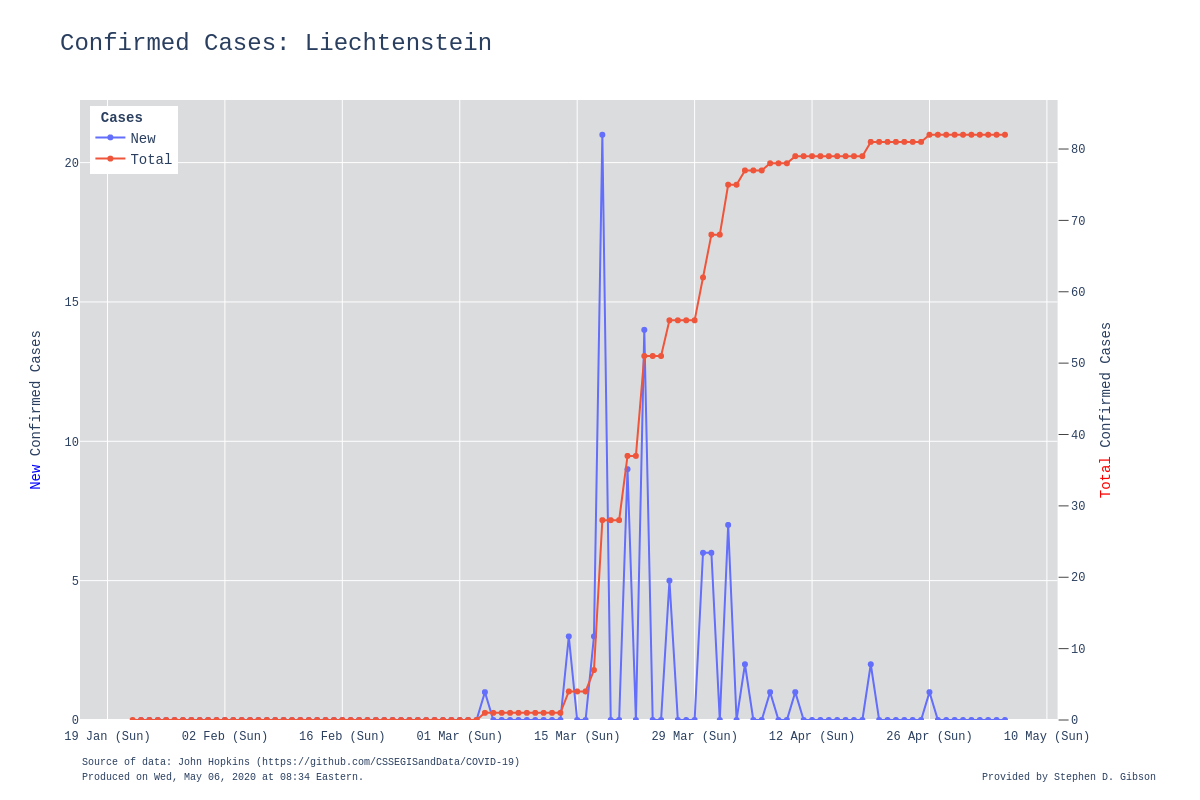 Confirmed Cases: Liechtenstein
Cases
New
Total
20
15
10
5
0
80
70
60
50
40
30
20
10
0
New Confirmed Cases
Total Confirmed Cases
19 Jan (Sun) 02 Feb (Sun) 16 Feb (Sun) 01 Mar (Sun) 15 Mar (Sun) 29 Mar (Sun) 12 Apr (Sun) 26 Apr (Sun) 10 May (Sun)
Source of data: John Hopkins (https://github.com/CSSEGISandData/COVID-19)
Produced on Wed, May 06, 2020 at 08:34 Eastern.
Provided by Stephen D. Gibson